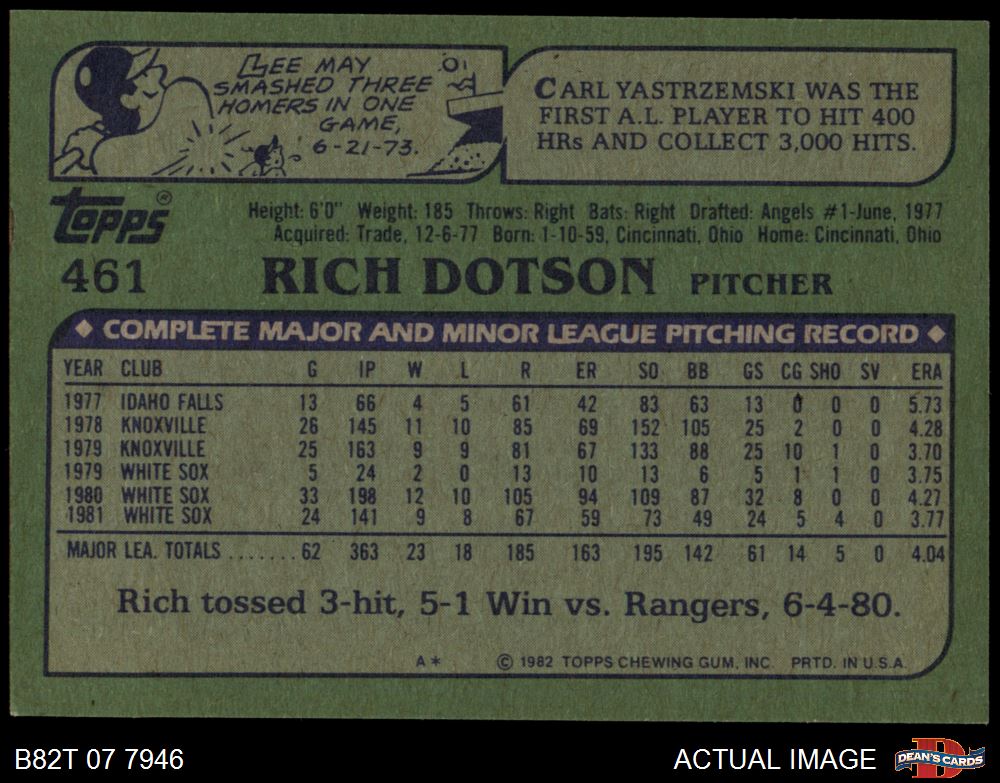 LEE MAY
SMASHED THREE
HOMERS IN ONE
GAME,
6-21-73.
CARL YASTRZEMSKI WAS THE
FIRST A.L. PLAYER TO HIT 400
HRs AND COLLECT 3,000 HITS.
Topps®
Height: 6'0" Weight: 185 Throws: Right Bats: Right Drafted: Angels #1-June, 1977
Acquired: Trade, 12-6-77 Born: 1-10-59, Cincinnati, Ohio Home: Cincinnati, Ohio
461 RICH DOTSON PITCHER
◆ COMPLETE MAJOR AND MINOR LEAGUE PITCHING RECORD ◆
YEAR CLUB G IP W L R ER SO BB GS CG SHO SV ERA
1977 IDAHO FALLS 13 66 4 5 61 42 83 63 13 0 0 0 5.73
1978 KNOXVILLE 26 145 11 10 85 69 152 105 25 2 0 0 4.28
1979 KNOXVILLE 25 163 9 9 81 67 133 88 25 10 1 0 3.70
1979 WHITE SOX 5 24 2 0 13 10 13 6 5 1 1 0 3.75
1980 WHITE SOX 33 198 12 10 105 94 109 87 32 8 0 0 4.27
1981 WHITE SOX 24 141 9 8 67 59 73 49 24 5 4 0 3.77
MAJOR LEA. TOTALS ....... 62 363 23 18 185 163 195 142 61 14 5 0 4.04
Rich tossed 3-hit, 5-1 Win vs. Rangers, 6-4-80.
A* © 1982 TOPPS CHEWING GUM, INC. PRTD. IN U.S.A.
B82T 07 7946 ACTUAL IMAGE D DEAN'S CARDS